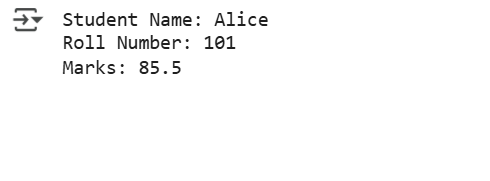 Student Name: Alice
Roll Number: 101
Marks: 85.5